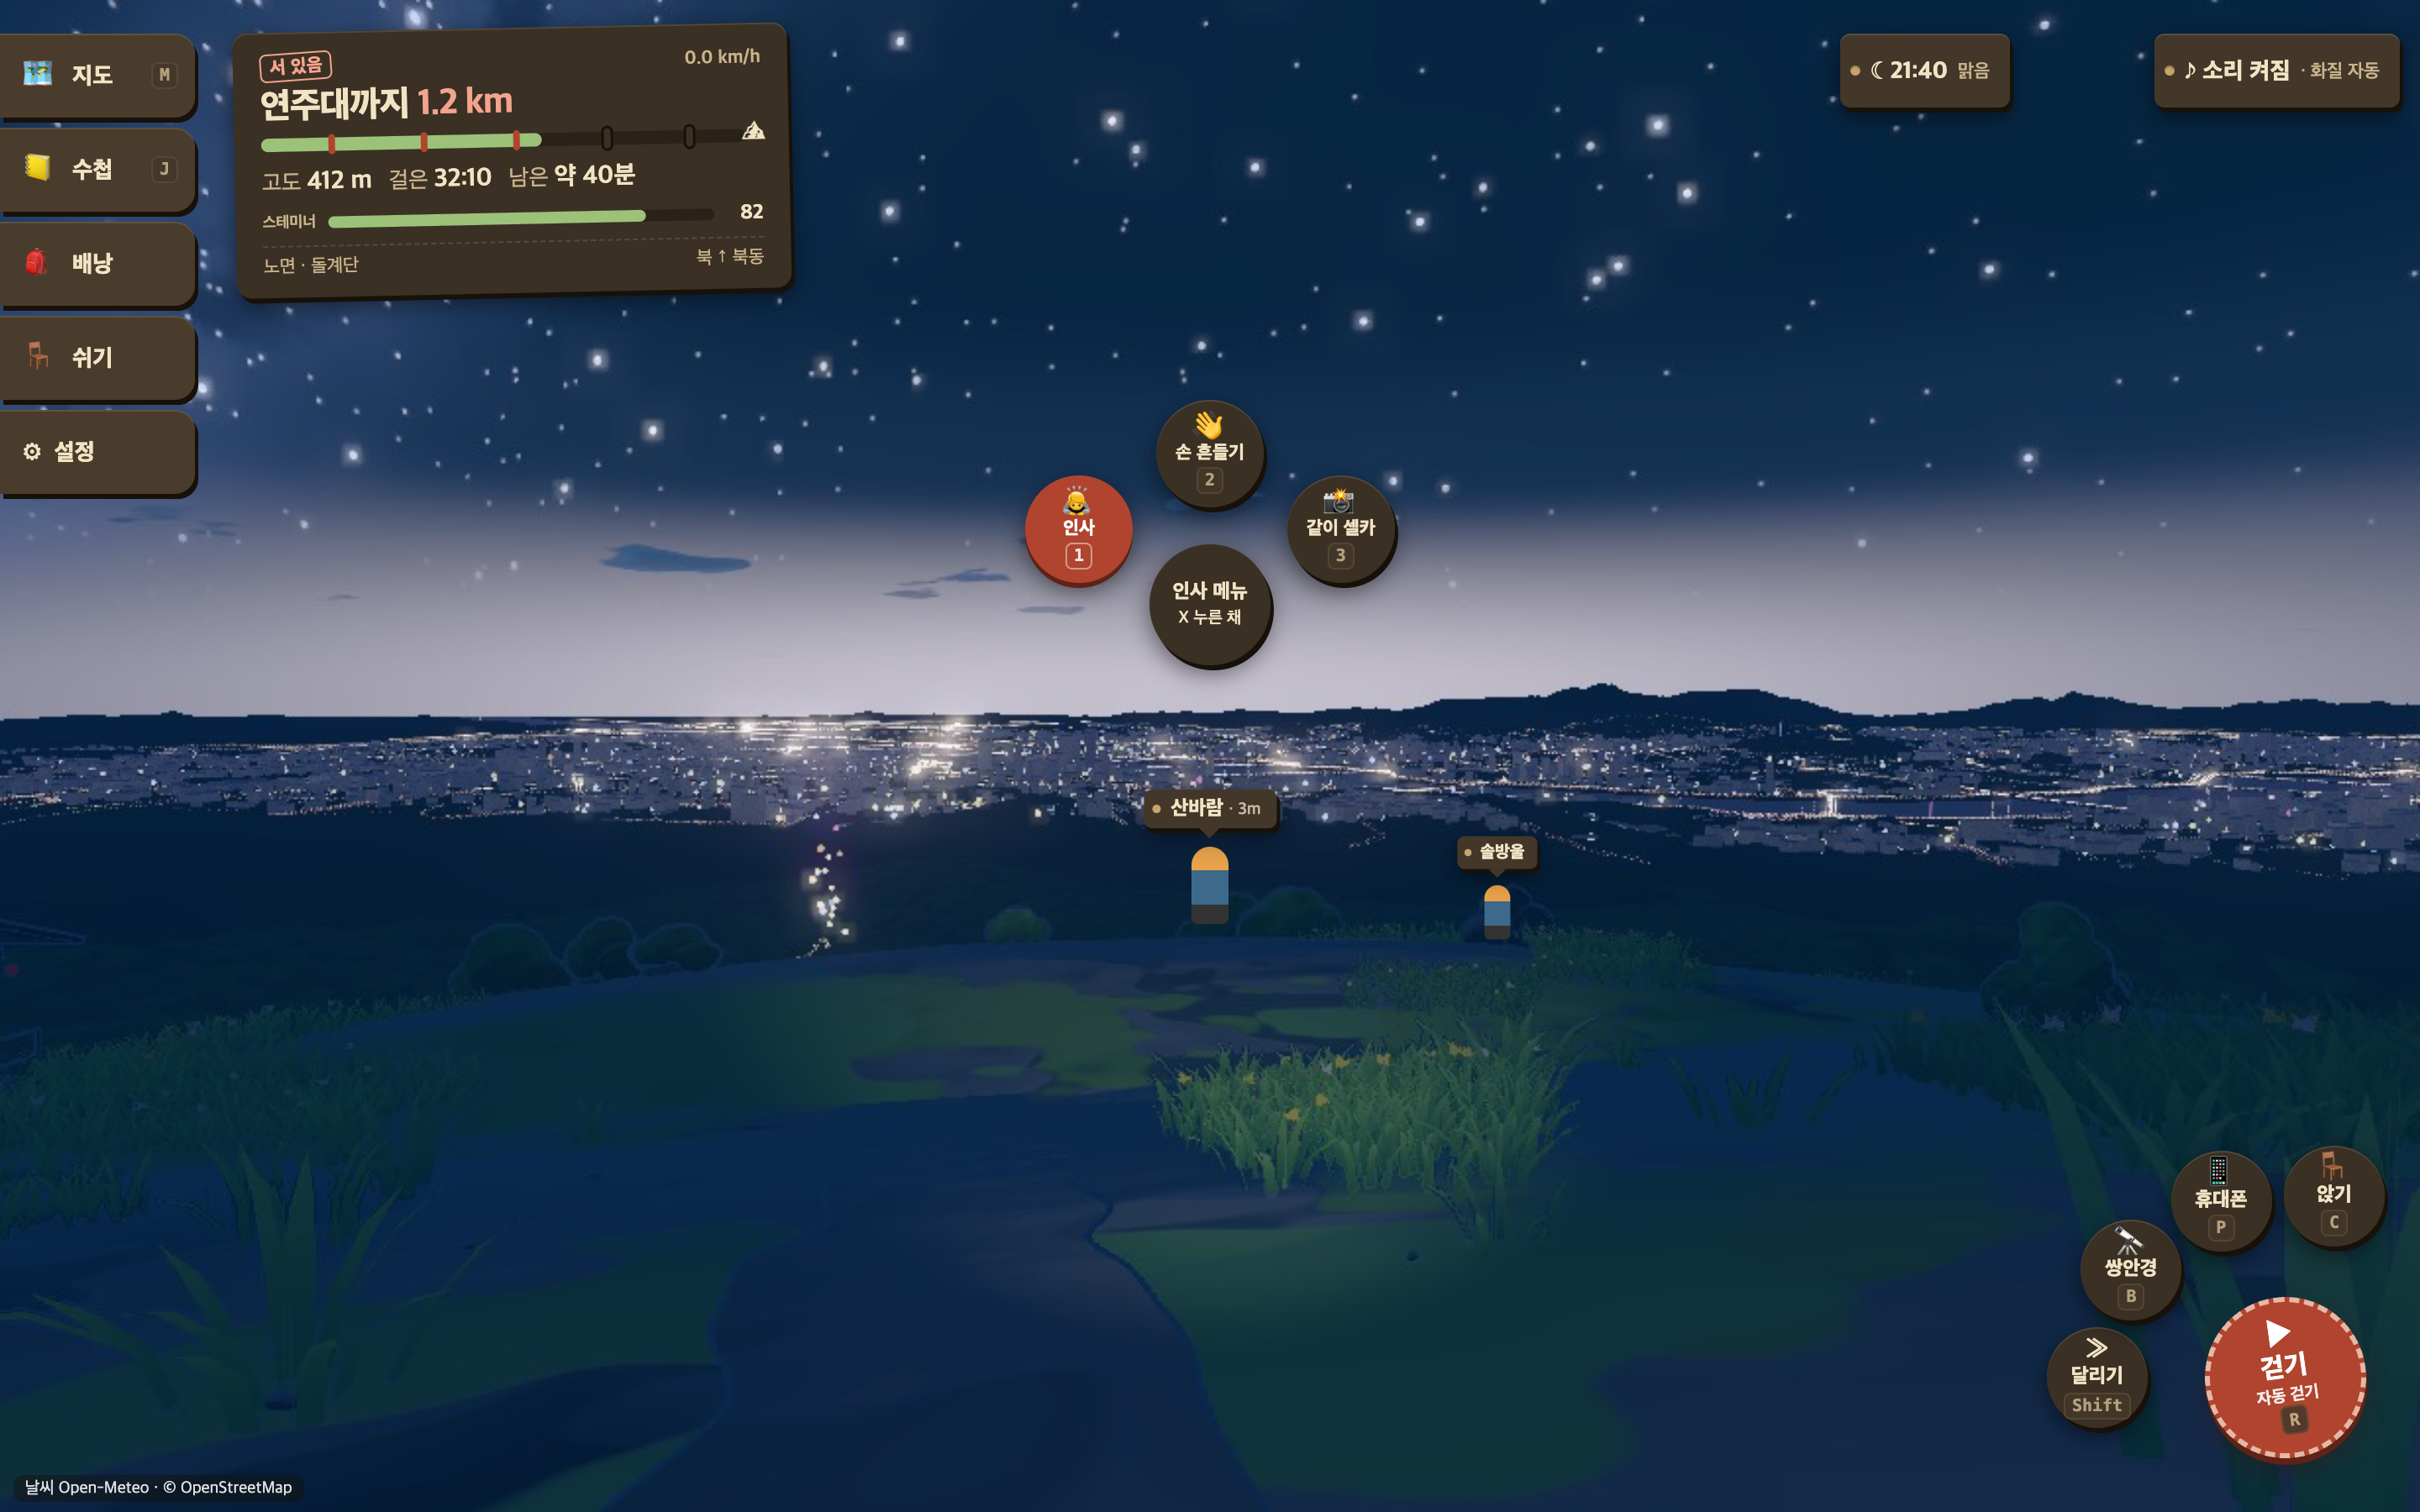 지도 M
수첩 J
배낭
쉬기
⚙ 설정
서 있음
0.0 km/h
연주대까지 1.2 km
고도 412 m 걸은 32:10 남은 약 40분
스테미너 82
노면 · 돌계단
북 ↑ 북동
☾ 21:40 맑음
♪ 소리 켜짐 · 화질 자동
손 흔들기
2
인사
1
같이 셀카
3
인사 메뉴
X 누른 채
산바람 · 3m
솔방울
휴대폰
P
앉기
C
쌍안경
B
달리기
Shift
걷기
자동 걷기
R
날씨 Open-Meteo · © OpenStreetMap